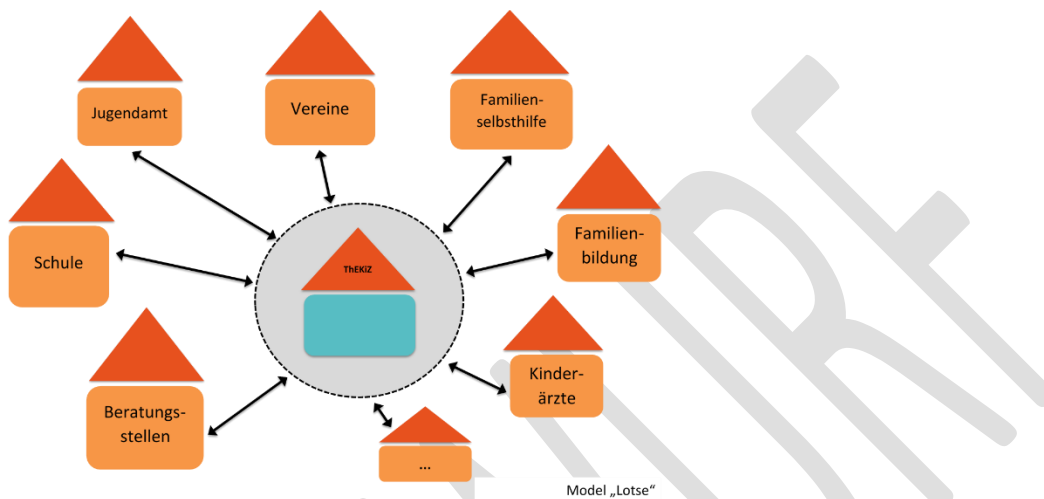 Jugendamt
Vereine
Familien-
selbsthilfe
Schule
ThEKiZ
Familien-
bildung
Beratungs-
stellen
Kinder-
ärzte
...
Model „Lotse“